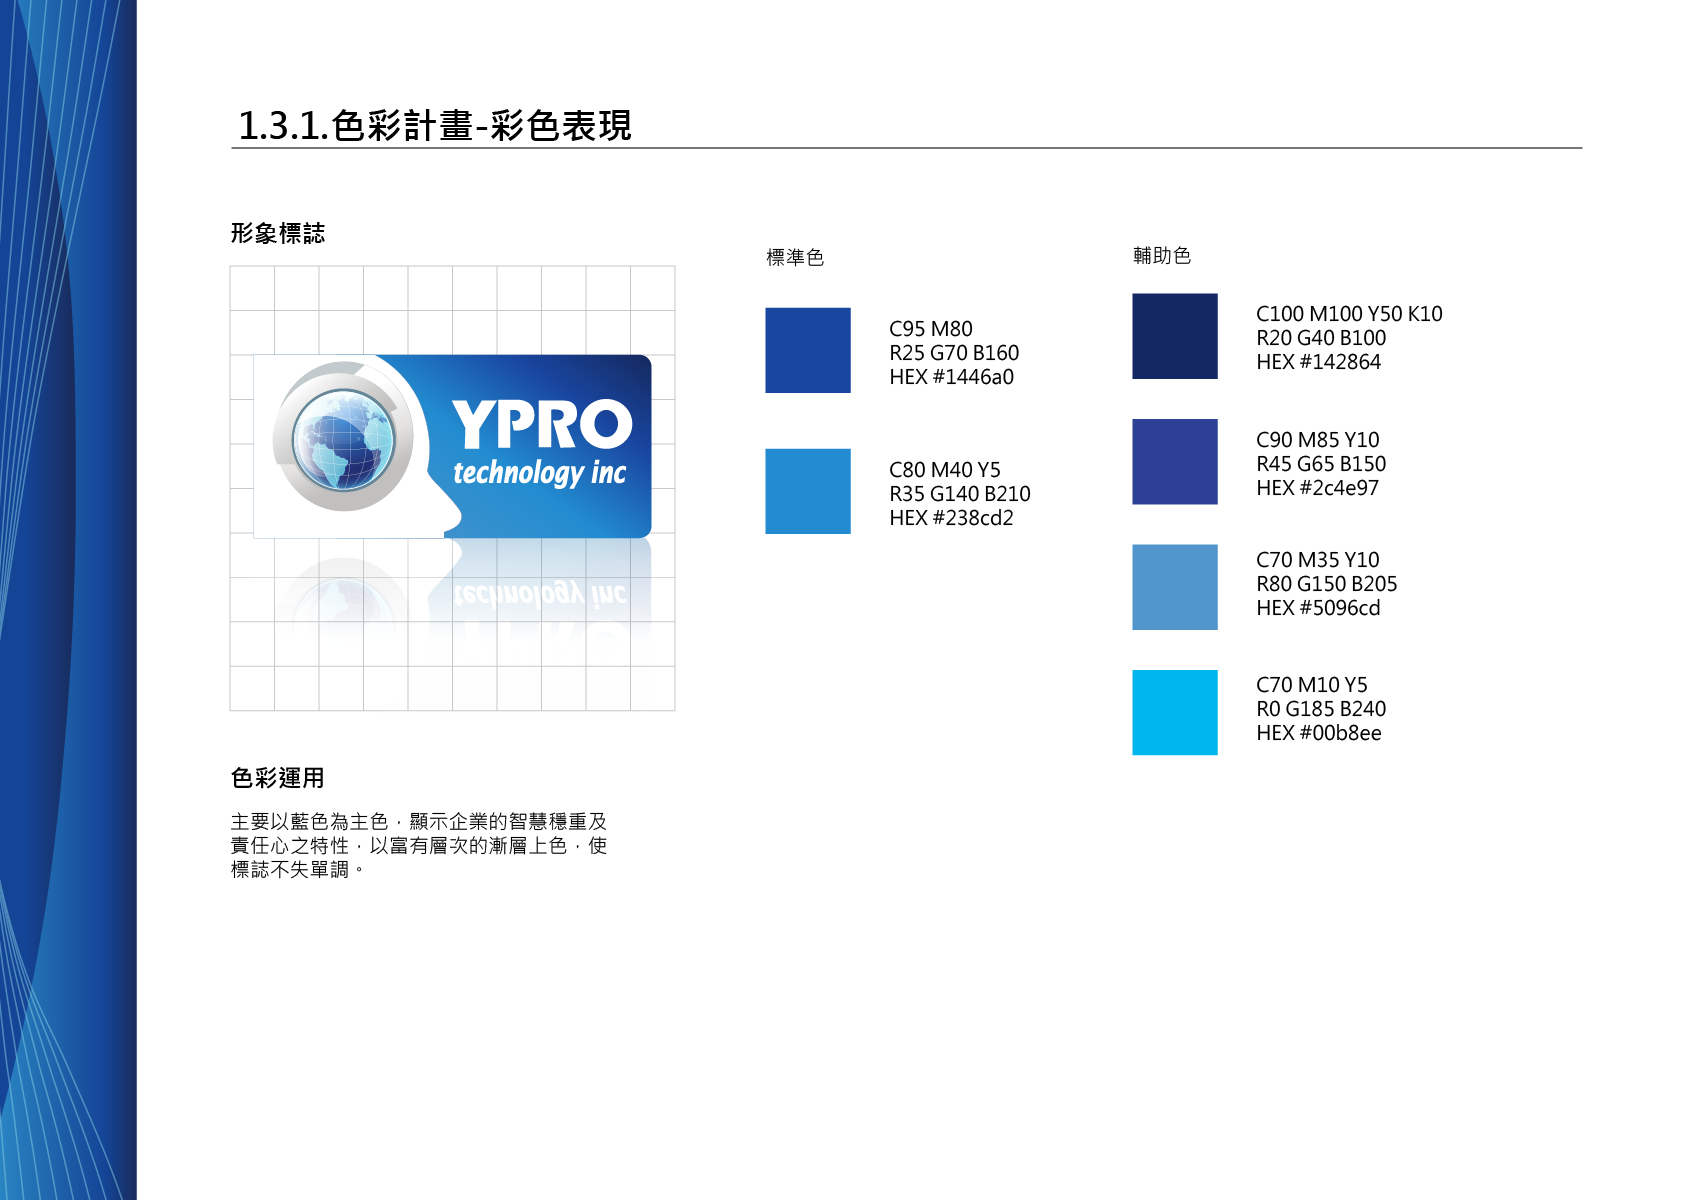 1.3.1.色彩計畫-彩色表現
形象標誌
YPRO
technology inc
technology inc
YPRO
色彩運用
主要以藍色為主色，顯示企業的智慧穩重及
責任心之特性，以富有層次的漸層上色，使
標誌不失單調。
標準色
C95 M80
R25 G70 B160
HEX #1446a0
C80 M40 Y5
R35 G140 B210
HEX #238cd2
輔助色
C100 M100 Y50 K10
R20 G40 B100
HEX #142864
C90 M85 Y10
R45 G65 B150
HEX #2c4e97
C70 M35 Y10
R80 G150 B205
HEX #5096cd
C70 M10 Y5
R0 G185 B240
HEX #00b8ee